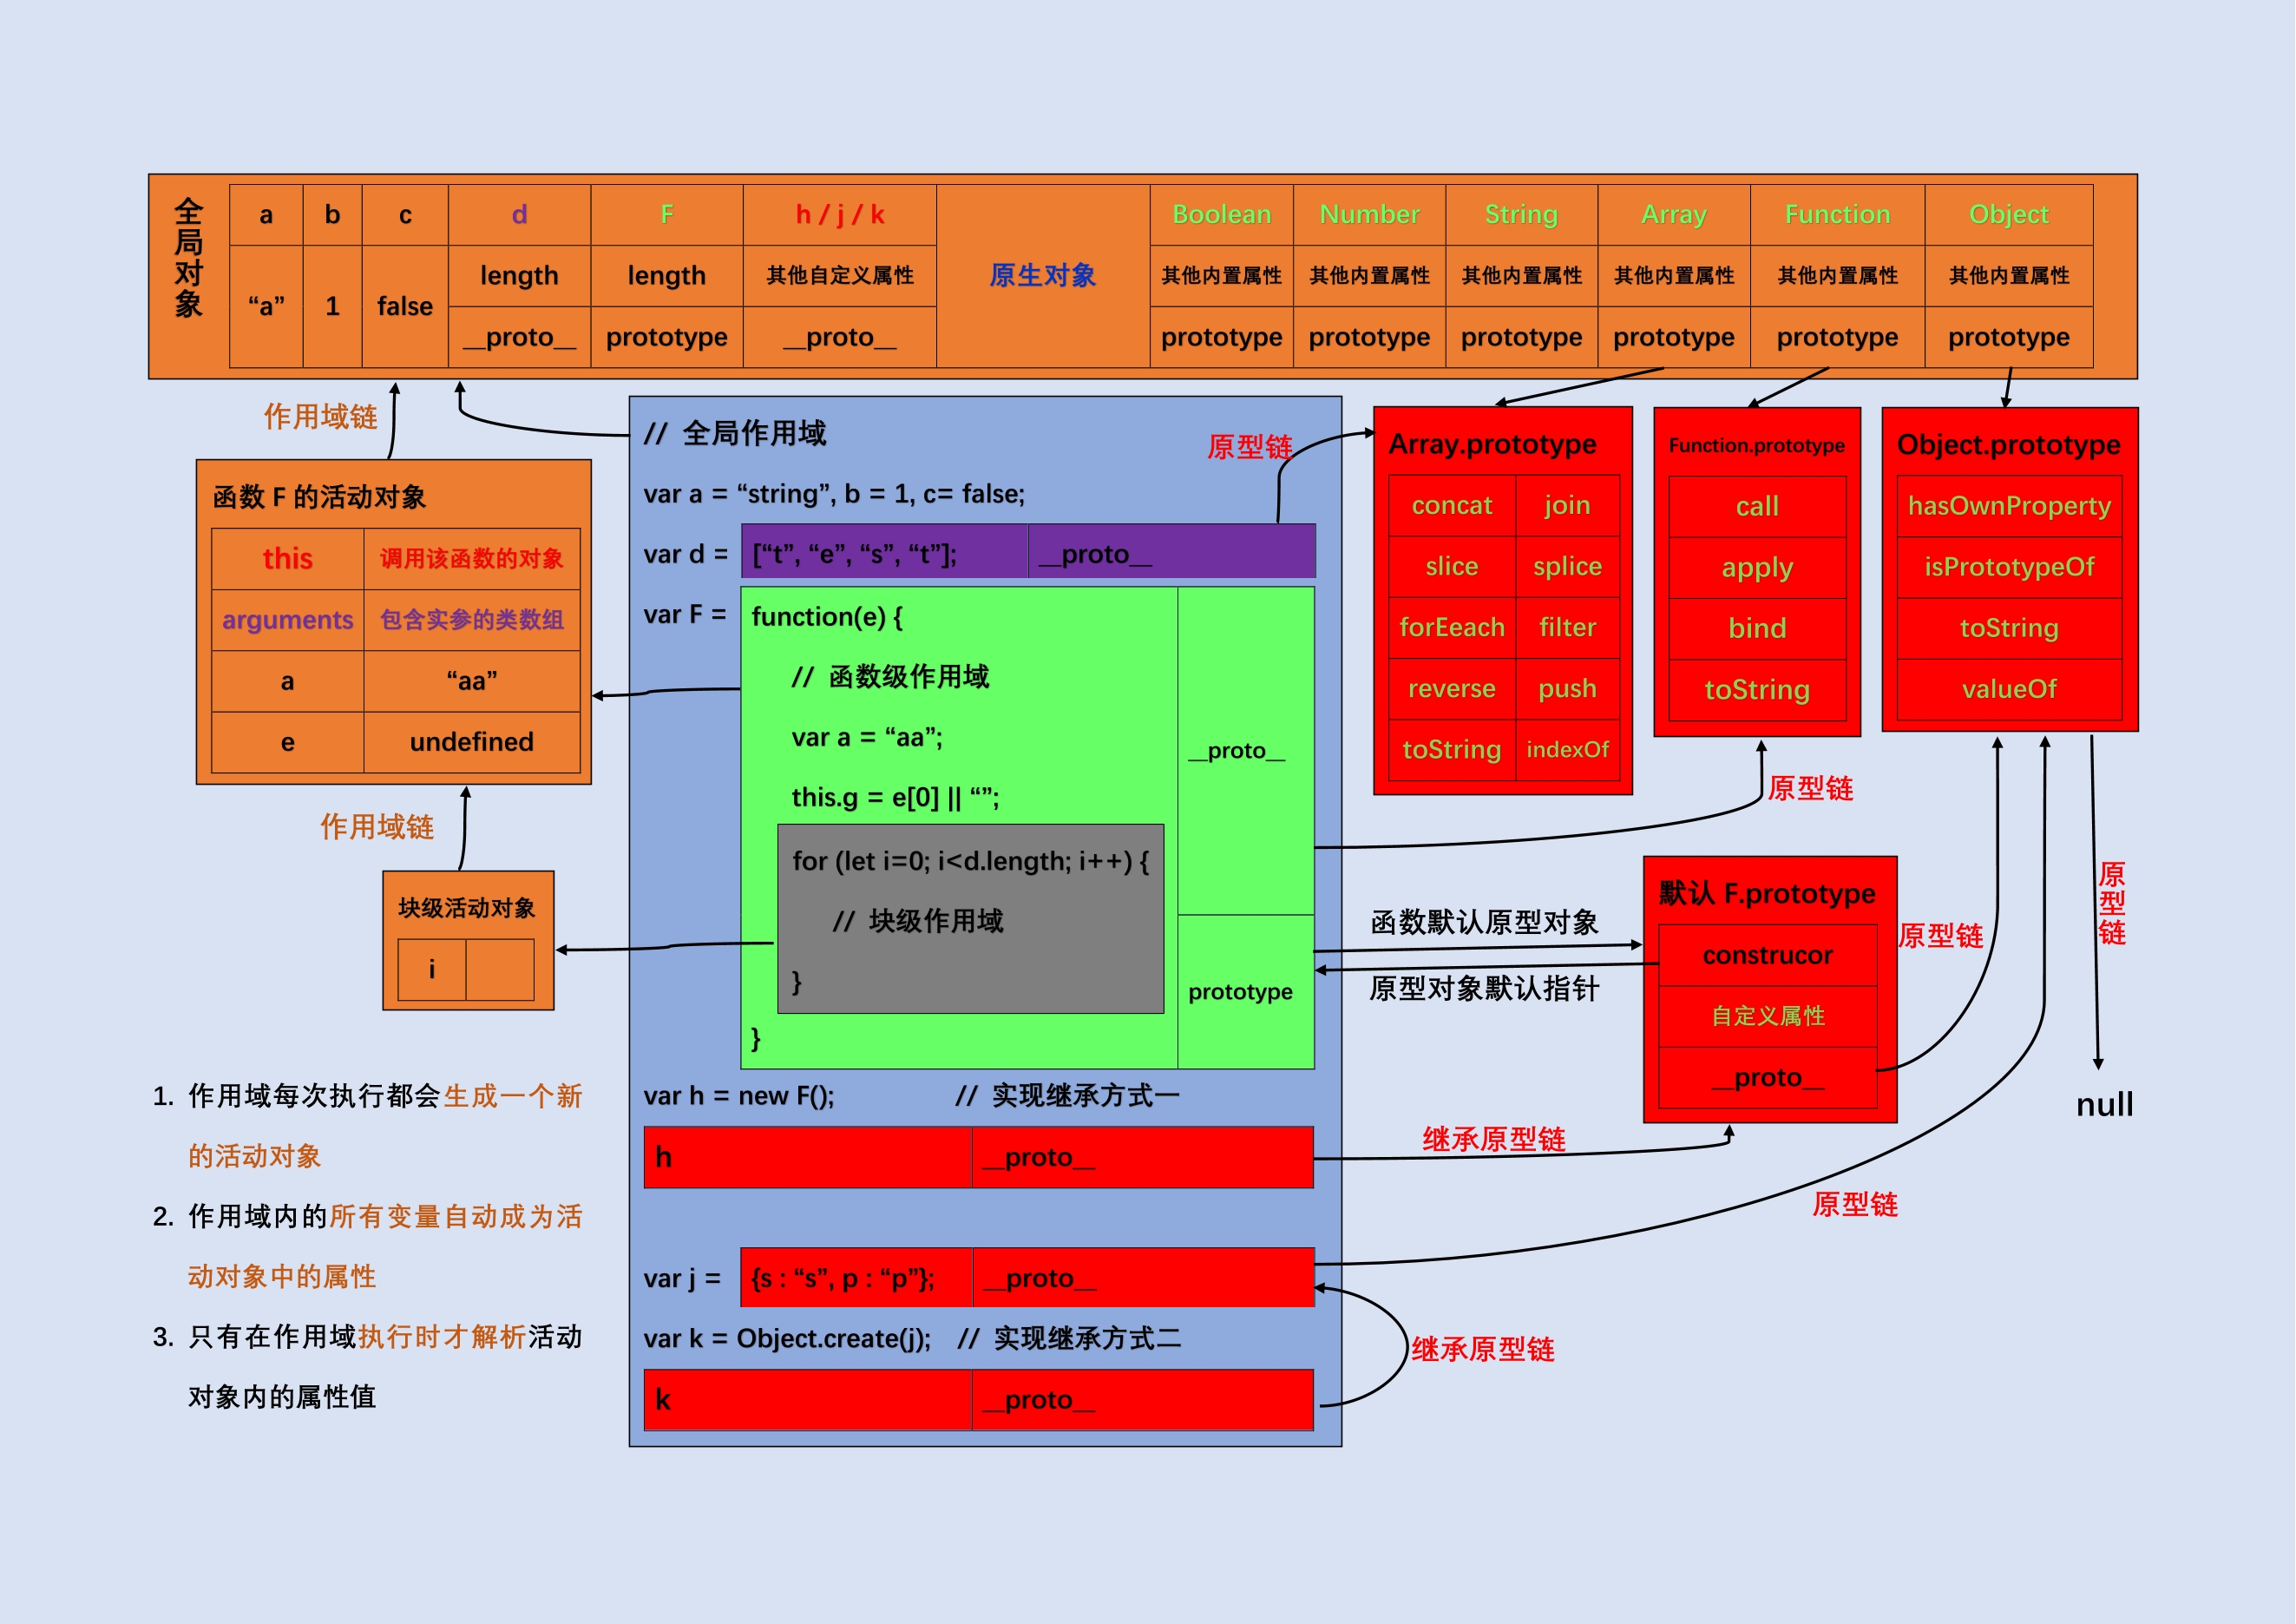 全局对象
a b c d F h / j / k 原生对象 Boolean Number String Array Function Object
“a” 1 false length length 其他自定义属性 其他内置属性 其他内置属性 其他内置属性 其他内置属性 其他内置属性 其他内置属性
__proto__ prototype __proto__ prototype prototype prototype prototype prototype prototype
作用域链
函数 F 的活动对象
this 调用该函数的对象
arguments 包含实参的类数组
a “aa”
e undefined
作用域链
块级活动对象
i
1. 作用域每次执行都会生成一个新
的活动对象
2. 作用域内的所有变量自动成为活
动对象中的属性
3. 只有在作用域执行时才解析活动
对象内的属性值
// 全局作用域
var a = “string”, b = 1, c= false;
var d = [“t”, “e”, “s”, “t”]; __proto__
var F = function(e) {
// 函数级作用域
var a = “aa”;
__proto__
this.g = e[0] || “”;
for (let i=0; i<d.length; i++) {
// 块级作用域
}
prototype
}
var h = new F(); // 实现继承方式一
h __proto__
var j = {s : “s”, p : “p”}; __proto__
var k = Object.create(j); // 实现继承方式二
k __proto__
原型链
Array.prototype
concat join
slice splice
forEeach filter
reverse push
toString indexOf
Function.prototype
call
apply
bind
toString
Object.prototype
hasOwnProperty
isPrototypeOf
toString
valueOf
原型链
函数默认原型对象
原型对象默认指针
默认 F.prototype
construcor
自定义属性
__proto__
原型链
原型链
null
继承原型链
原型链
继承原型链